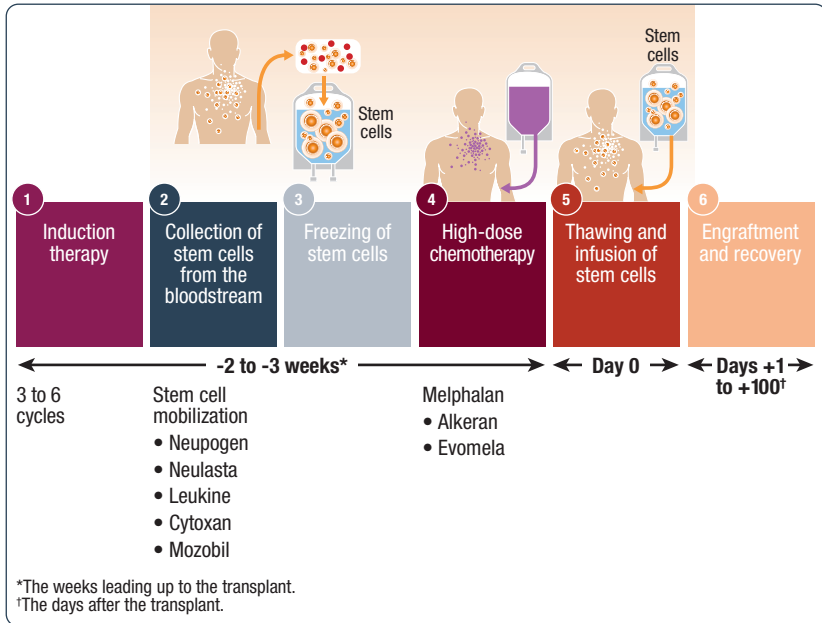 Stem
cells
Stem
cells
1
Induction
therapy
2
Collection of
stem cells
from the
bloodstream
3
Freezing of
stem cells
4
High-dose
chemotherapy
5
Thawing and
infusion of
stem cells
6
Engraftment
and recovery
-2 to -3 weeks*
Day 0
Days +1
to +100†
3 to 6
cycles
Stem cell
mobilization
• Neupogen
• Neulasta
• Leukine
• Cytoxan
• Mozobil
Melphalan
• Alkeran
• Evomela
*The weeks leading up to the transplant.
†The days after the transplant.